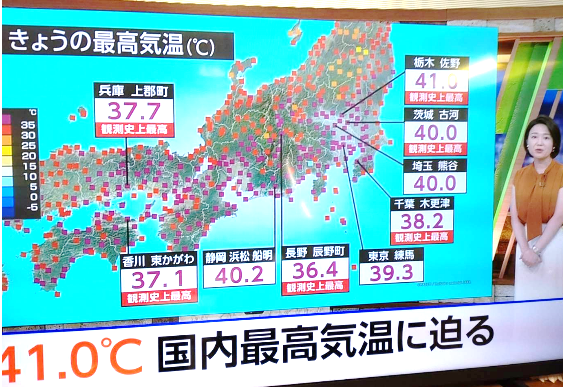 きょうの最高気温(℃)
兵庫 上郡町
37.7
観測史上最高
栃木 佐野
41.0
観測史上最高
茨城 古河
40.0
観測史上最高
埼玉 熊谷
40.0
千葉 木更津
38.2
観測史上最高
香川 東かがわ
37.1
観測史上最高
静岡 浜松 船明
40.2
長野 辰野町
36.4
観測史上最高
東京 練馬
39.3
℃
35
30
25
20
15
10
5
0
-5
41.0℃ 国内最高気温に迫る